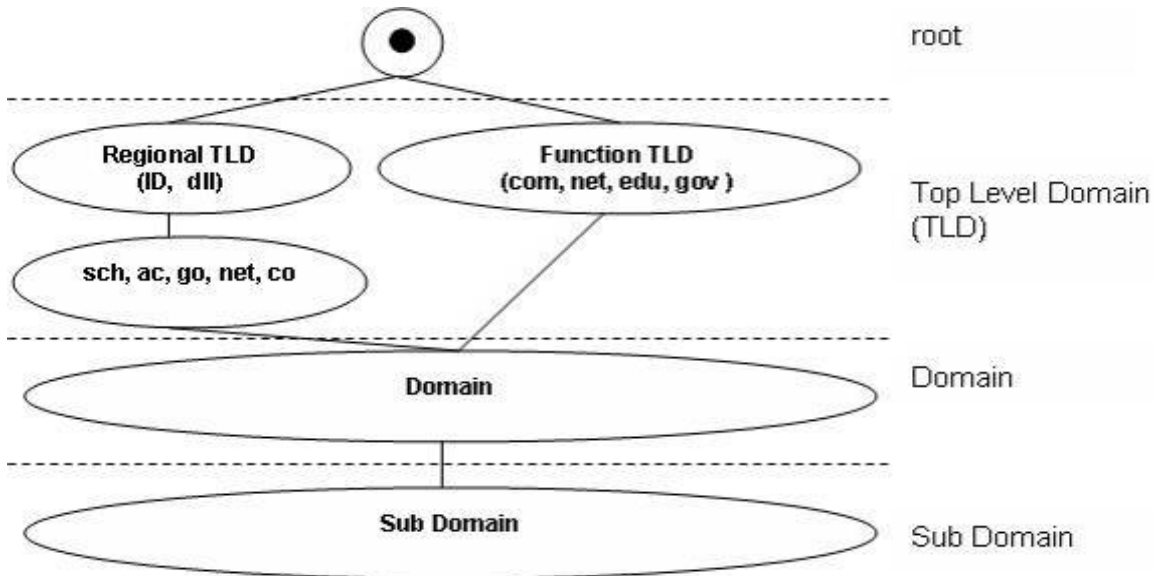 root
Regional TLD
(ID, dll)
Function TLD
(com, net, edu, gov )
Top Level Domain
(TLD)
sch, ac, go, net, co
Domain
Domain
Sub Domain
Sub Domain